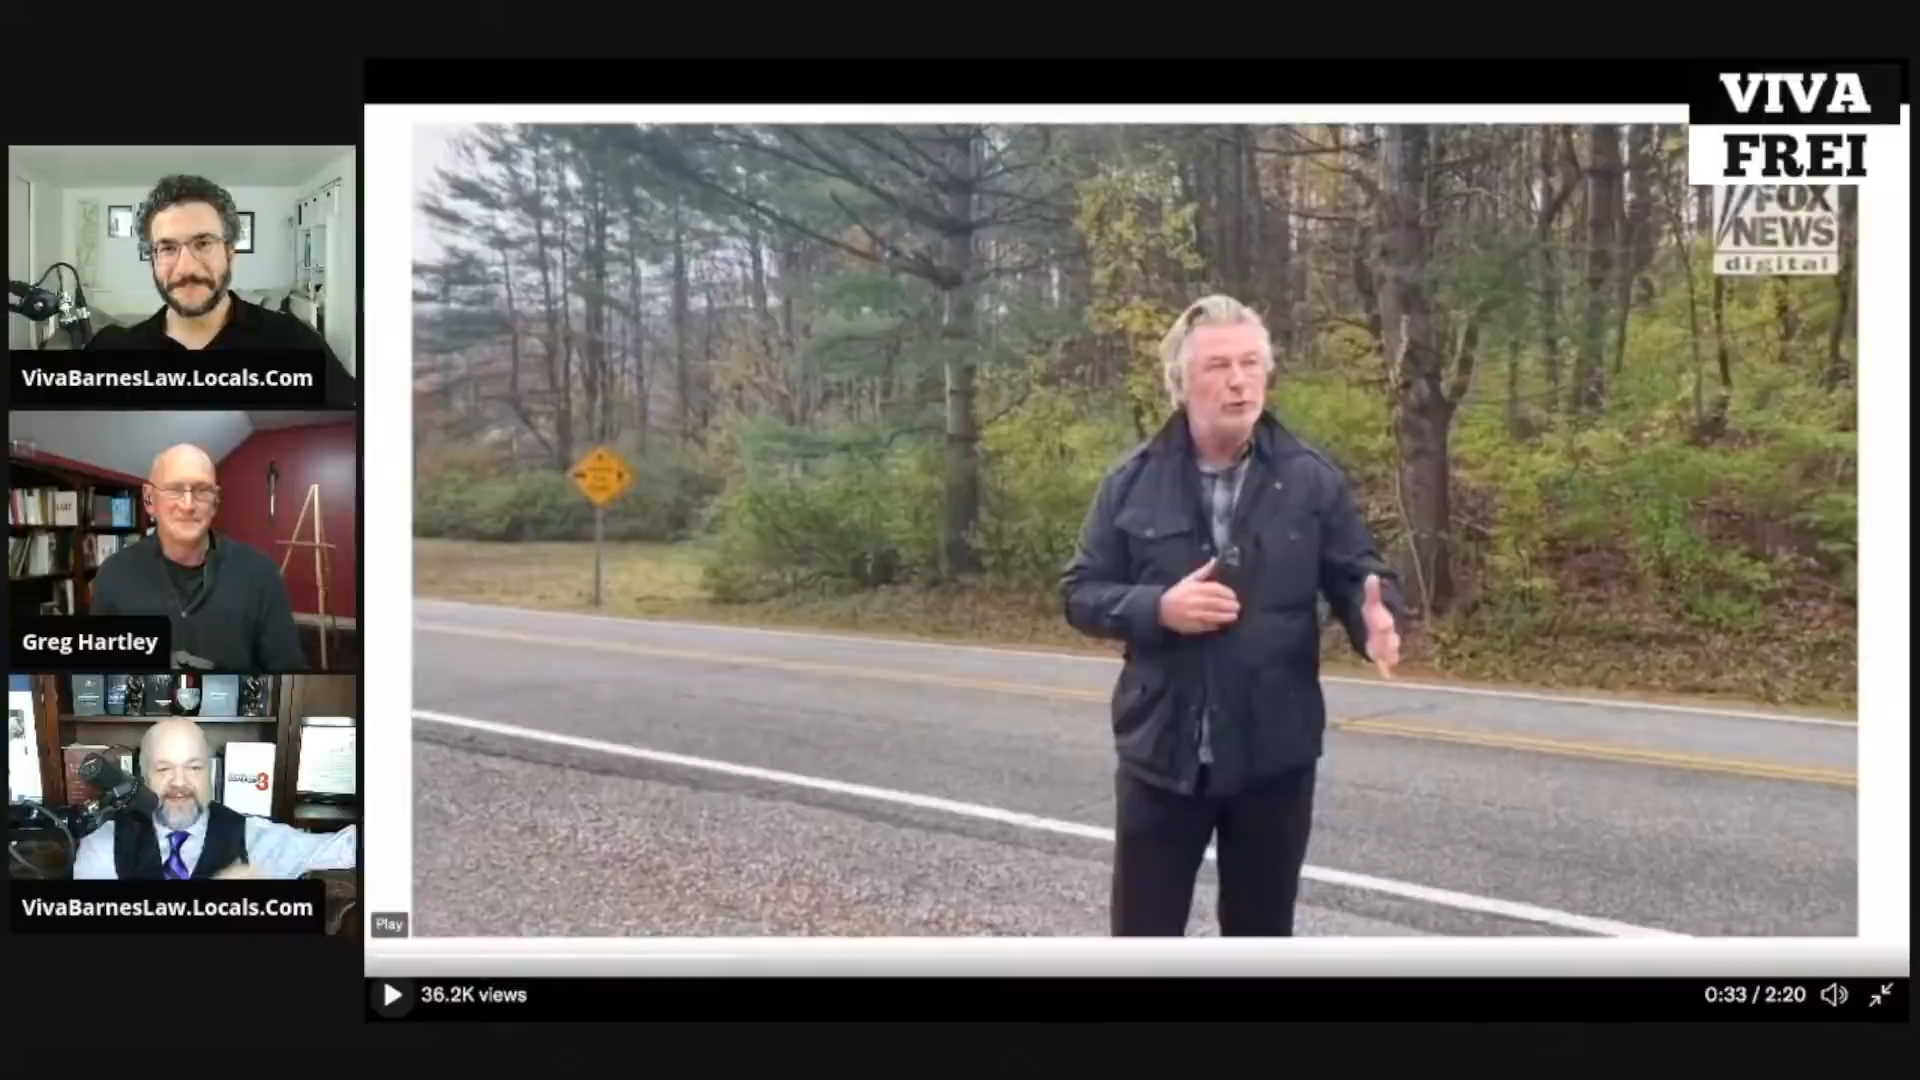 VIVA
FREI
FOX
NEWS
digital
VivaBarnesLaw.Locals.Com
Greg Hartley
VivaBarnesLaw.Locals.Com
3
Play
36.2K views
0:33 / 2:20